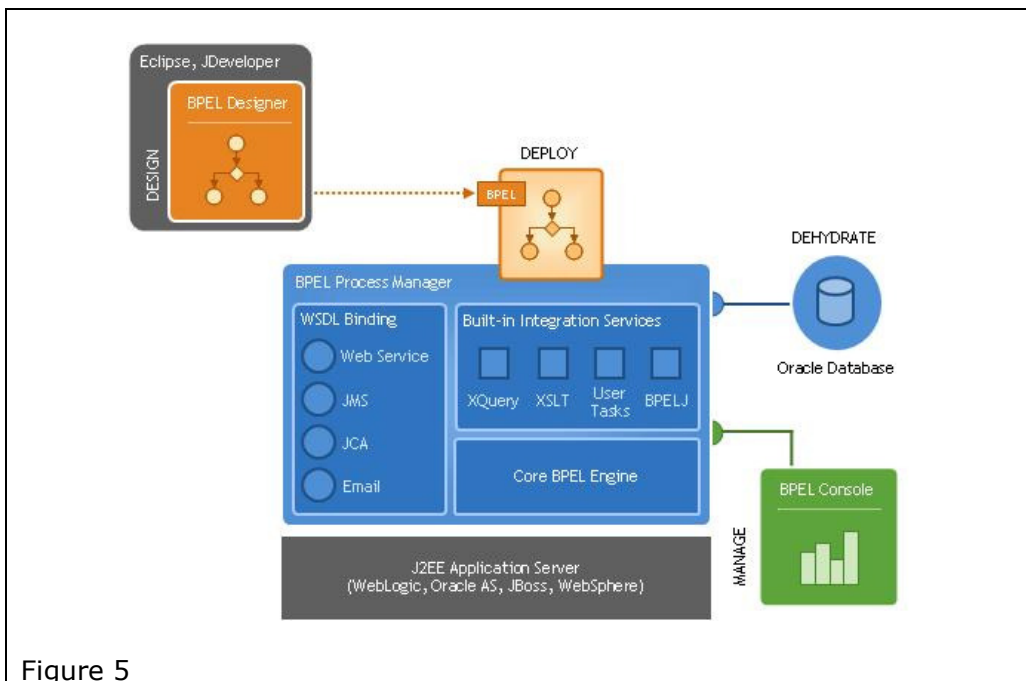 Eclipse, JDeveloper
BPEL Designer
DESIGN
DEPLOY
BPEL
DEHYDRATE
Oracle Database
BPEL Process Manager
WSDL Binding
Web Service
JMS
JCA
Email
Built-in Integration Services
XQuery
XSLT
User
Tasks
BPELJ
Core BPEL Engine
BPEL Console
MANAGE
J2EE Application Server
(WebLogic, Oracle AS, JBoss, WebSphere)
Figure 5